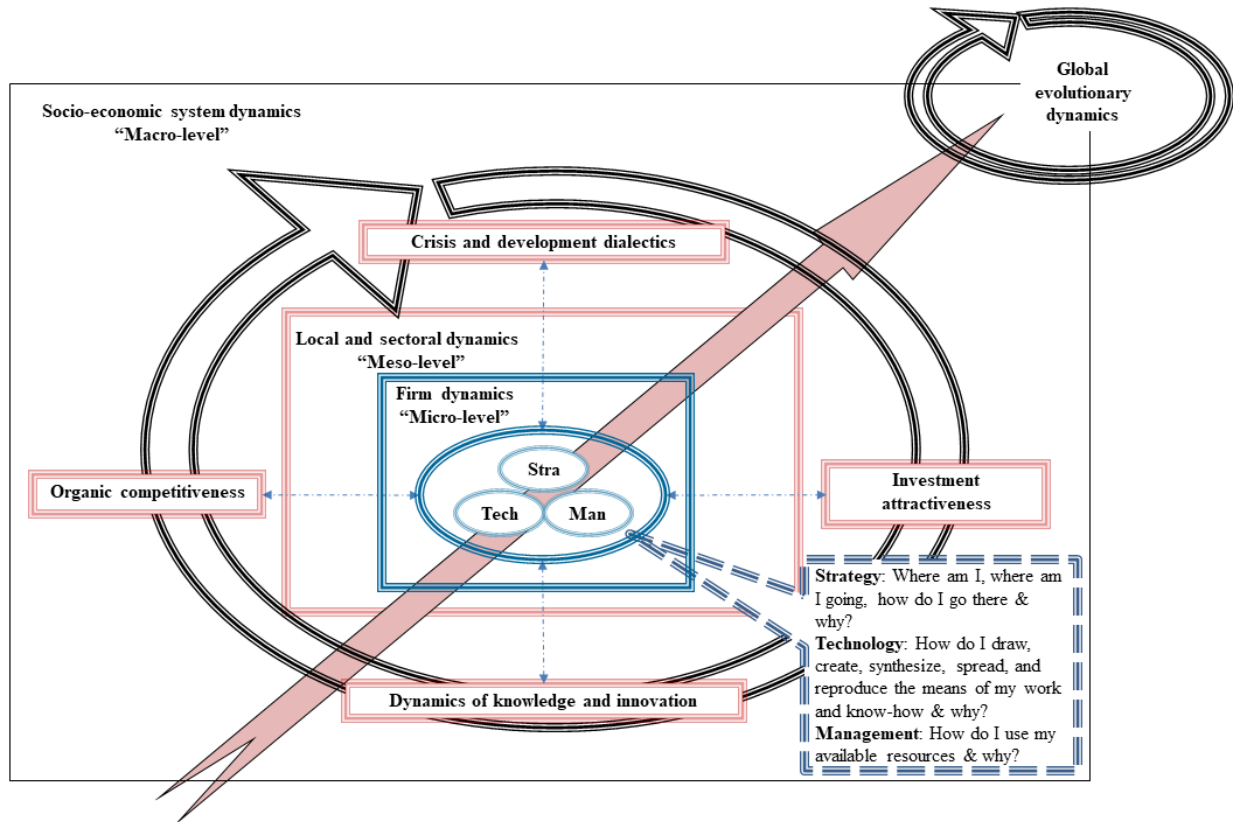 Global
evolutionary
dynamics
Socio-economic system dynamics
“Macro-level”
Crisis and development dialectics
Local and sectoral dynamics
“Meso-level”
Firm dynamics
“Micro-level”
Stra
Tech
Man
Organic competitiveness
Investment
attractiveness
Dynamics of knowledge and innovation
Strategy: Where am I, where am
I going, how do I go there &
why?
Technology: How do I draw,
create, synthesize, spread, and
reproduce the means of my work
and know-how & why?
Management: How do I use my
available resources & why?